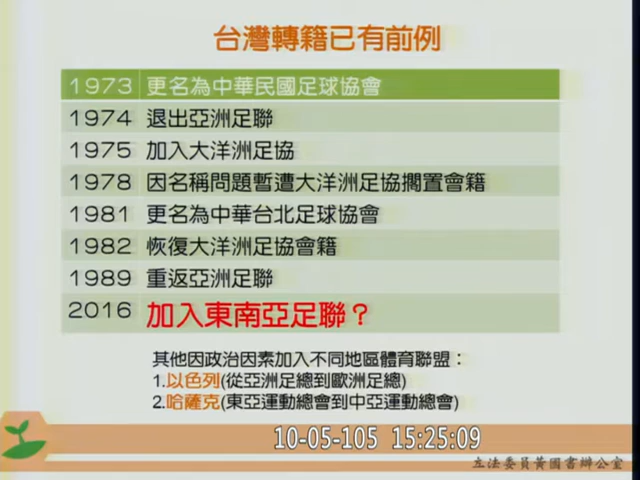 台灣轉籍已有前例
1973 更名為中華民國足球協會
1974 退出亞洲足聯
1975 加入大洋洲足協
1978 因名稱問題暫遭大洋洲足協擱置會籍
1981 更名為中華台北足球協會
1982 恢復大洋洲足協會籍
1989 重返亞洲足聯
2016 加入東南亞足聯？
其他因政治因素加入不同地區體育聯盟：
1.以色列(從亞洲足總到歐洲足總)
2.哈薩克(東亞運動總會到中亞運動總會)
10-05-105 15:25:09
立法委員黃國書辦公室